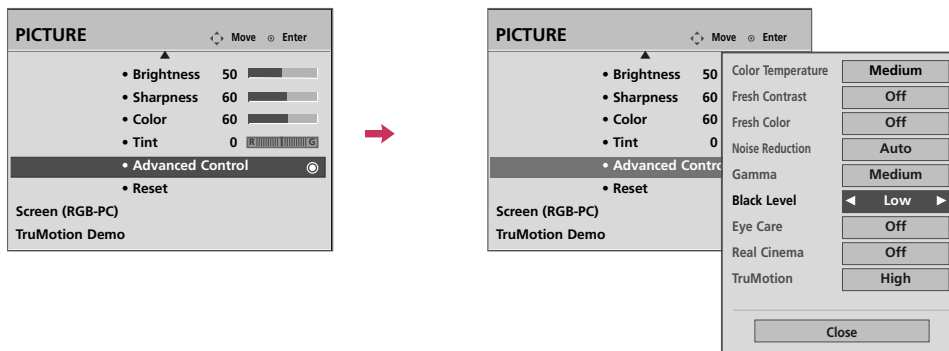 PICTURE Move Enter
• Brightness 50
• Sharpness 60
• Color 60
• Tint 0 R G
• Advanced Control
• Reset
Screen (RGB-PC)
TruMotion Demo
PICTURE Move Enter
• Brightness 50
• Sharpness 60
• Color 60
• Tint 0
• Advanced Contro
• Reset
Screen (RGB-PC)
TruMotion Demo
Color Temperature Medium
Fresh Contrast Off
Fresh Color Off
Noise Reduction Auto
Gamma Medium
Black Level ◀ Low ▶
Eye Care Off
Real Cinema Off
TruMotion High
Close